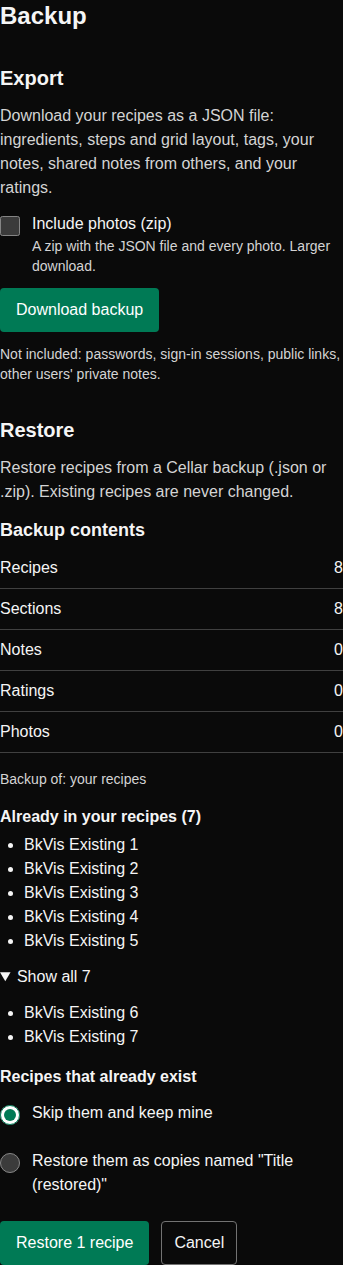 Backup
Export
Download your recipes as a JSON file:
ingredients, steps and grid layout, tags, your
notes, shared notes from others, and your
ratings.
Include photos (zip)
A zip with the JSON file and every photo. Larger
download.
Download backup
Not included: passwords, sign-in sessions, public links,
other users' private notes.
Restore
Restore recipes from a Cellar backup (.json or
.zip). Existing recipes are never changed.
Backup contents
Recipes 8
Sections 8
Notes 0
Ratings 0
Photos 0
Backup of: your recipes
Already in your recipes (7)
BkVis Existing 1
BkVis Existing 2
BkVis Existing 3
BkVis Existing 4
BkVis Existing 5
Show all 7
BkVis Existing 6
BkVis Existing 7
Recipes that already exist
Skip them and keep mine
Restore them as copies named "Title
(restored)"
Restore 1 recipe Cancel